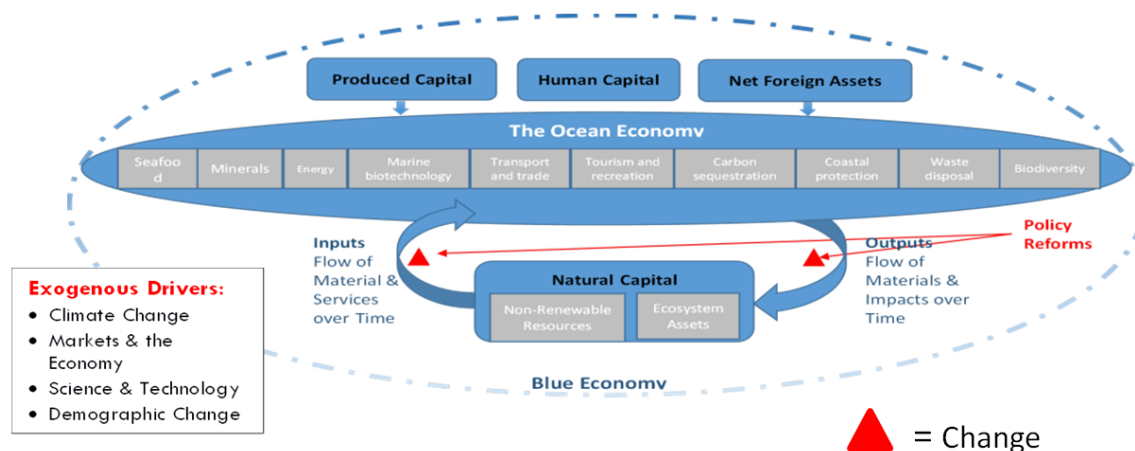 Produced Capital
Human Capital
Net Foreign Assets
The Ocean Economy
Seafoo
d
Minerals
Energy
Marine
biotechnology
Transport
and trade
Tourism and
recreation
Carbon
sequestration
Coastal
protection
Waste
disposal
Biodiversity
Inputs
Flow of
Material &
Services
over Time
Outputs
Flow of
Materials &
Impacts over
Time
Policy
Reforms
Natural Capital
Non-Renewable
Resources
Ecosystem
Assets
Blue Economy
Exogenous Drivers:
• Climate Change
• Markets & the
Economy
• Science & Technology
• Demographic Change
= Change